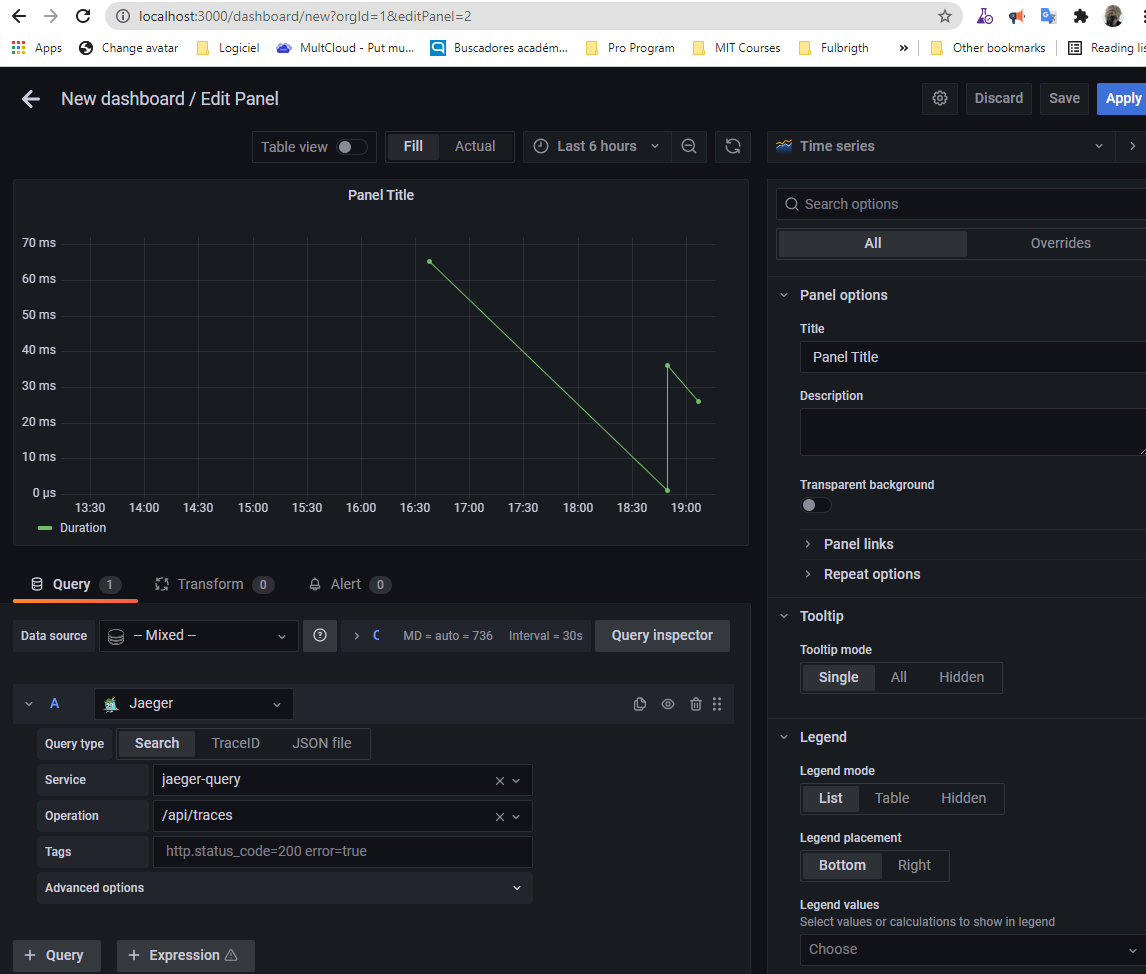 localhost:3000/dashboard/new?orgId=1&editPanel=2
Apps Change avatar Logiciel MultCloud - Put mu... Buscadores académ... Pro Program MIT Courses Fulbrigth » Other bookmarks Reading lis
New dashboard / Edit Panel Discard Save Apply
Table view Fill Actual Last 6 hours Time series
Panel Title
Search options
All Overrides
70 ms
60 ms
50 ms
40 ms
30 ms
20 ms
10 ms
0 µs
13:30 14:00 14:30 15:00 15:30 16:00 16:30 17:00 17:30 18:00 18:30 19:00
Duration
Panel options
Title
Panel Title
Description
Transparent background
Panel links
Repeat options
Query 1 Transform 0 Alert 0
Data source -- Mixed -- C MD = auto = 736 Interval = 30s Query inspector
A Jaeger
Query type Search TraceID JSON file
Service jaeger-query
Operation /api/traces
Tags http.status_code=200 error=true
Advanced options
+ Query + Expression
Tooltip
Tooltip mode
Single All Hidden
Legend
Legend mode
List Table Hidden
Legend placement
Bottom Right
Legend values
Select values or calculations to show in legend
Choose